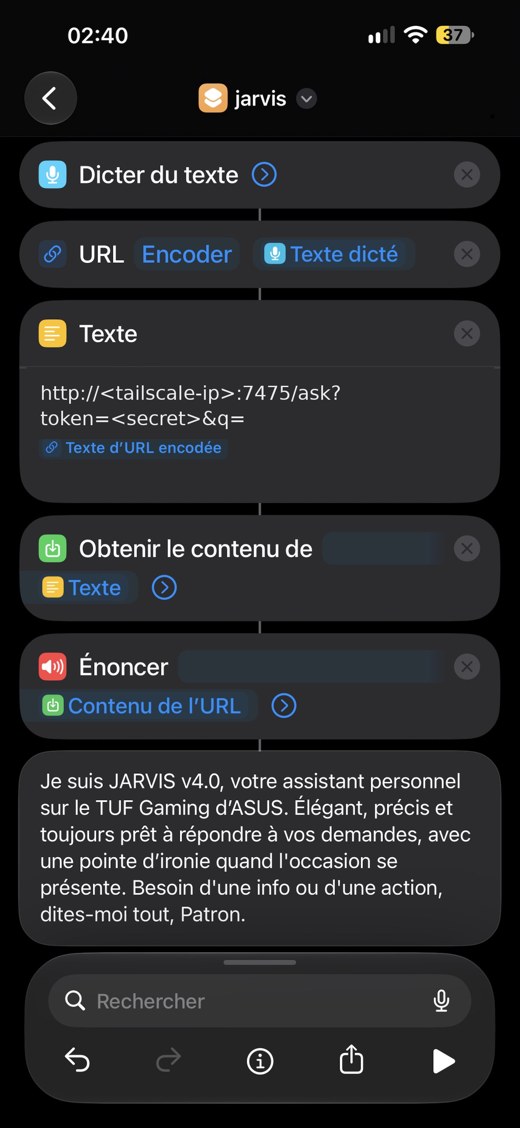 02:40
37
jarvis
Dicter du texte
URL Encoder Texte dicté
Texte
http://<tailscale-ip>:7475/ask?
token=<secret>&q=
Texte d’URL encodée
Obtenir le contenu de
Texte
Énoncer
Contenu de l’URL
Je suis JARVIS v4.0, votre assistant personnel
sur le TUF Gaming d’ASUS. Élégant, précis et
toujours prêt à répondre à vos demandes, avec
une pointe d’ironie quand l'occasion se
présente. Besoin d'une info ou d'une action,
dites-moi tout, Patron.
Rechercher